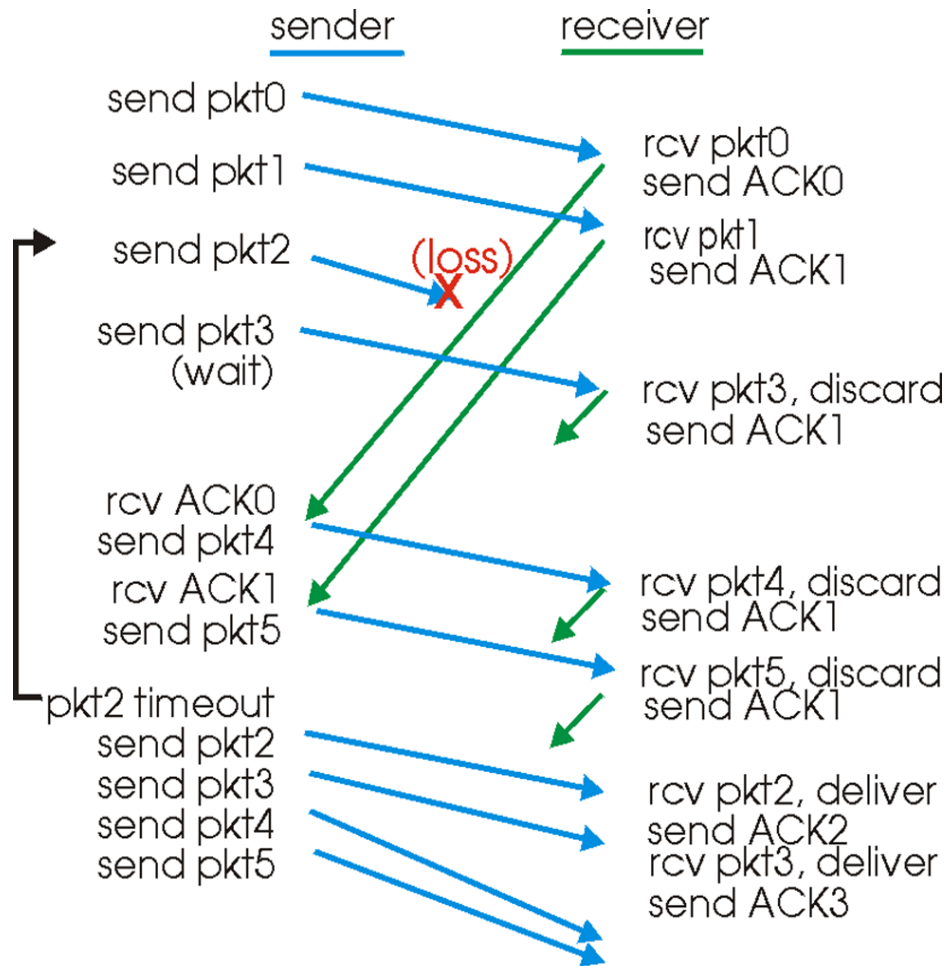 sender
receiver
send pkt0
rcv pkt0
send ACK0
send pkt1
rcv pkt1
send ACK1
send pkt2
(loss)
X
send pkt3
(wait)
rcv pkt3, discard
send ACK1
rcv ACK0
send pkt4
rcv ACK1
send pkt5
rcv pkt4, discard
send ACK1
rcv pkt5, discard
send ACK1
pkt2 timeout
send pkt2
send pkt3
send pkt4
send pkt5
rcv pkt2, deliver
send ACK2
rcv pkt3, deliver
send ACK3